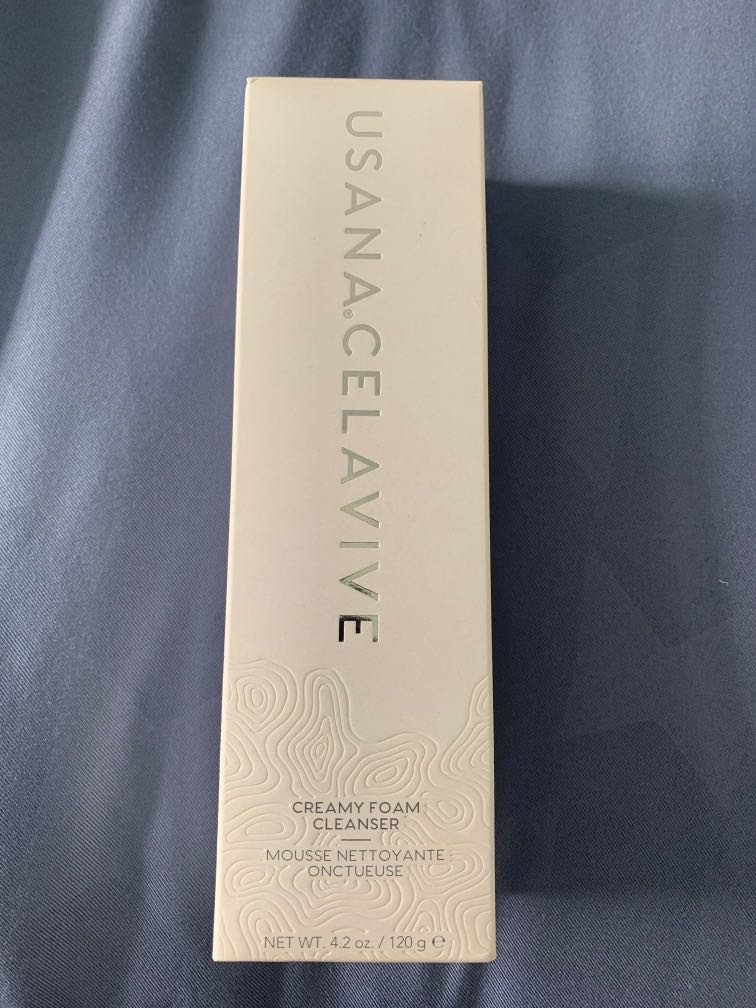 USANA® CELAVIVE
CREAMY FOAM
CLEANSER
MOUSSE NETTOYANTE
ONCTUEUSE
NET WT. 4.2 oz. / 120 g ℮